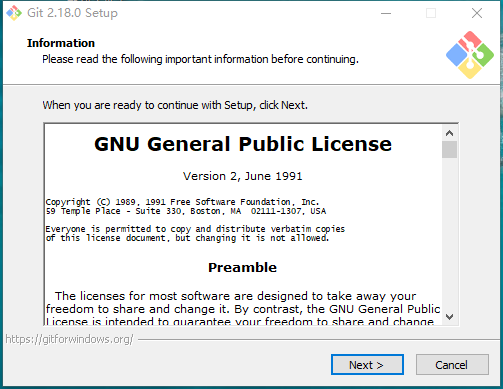 Git 2.18.0 Setup
Information
Please read the following important information before continuing.
When you are ready to continue with Setup, click Next.
GNU General Public License
Version 2, June 1991
Copyright (C) 1989, 1991 Free Software Foundation, Inc.
59 Temple Place - Suite 330, Boston, MA  02111-1307, USA
Everyone is permitted to copy and distribute verbatim copies
of this license document, but changing it is not allowed.
Preamble
The licenses for most software are designed to take away your
freedom to share and change it. By contrast, the GNU General Public
License is intended to guarantee your freedom to share and change
https://gitforwindows.org/
Next >
Cancel